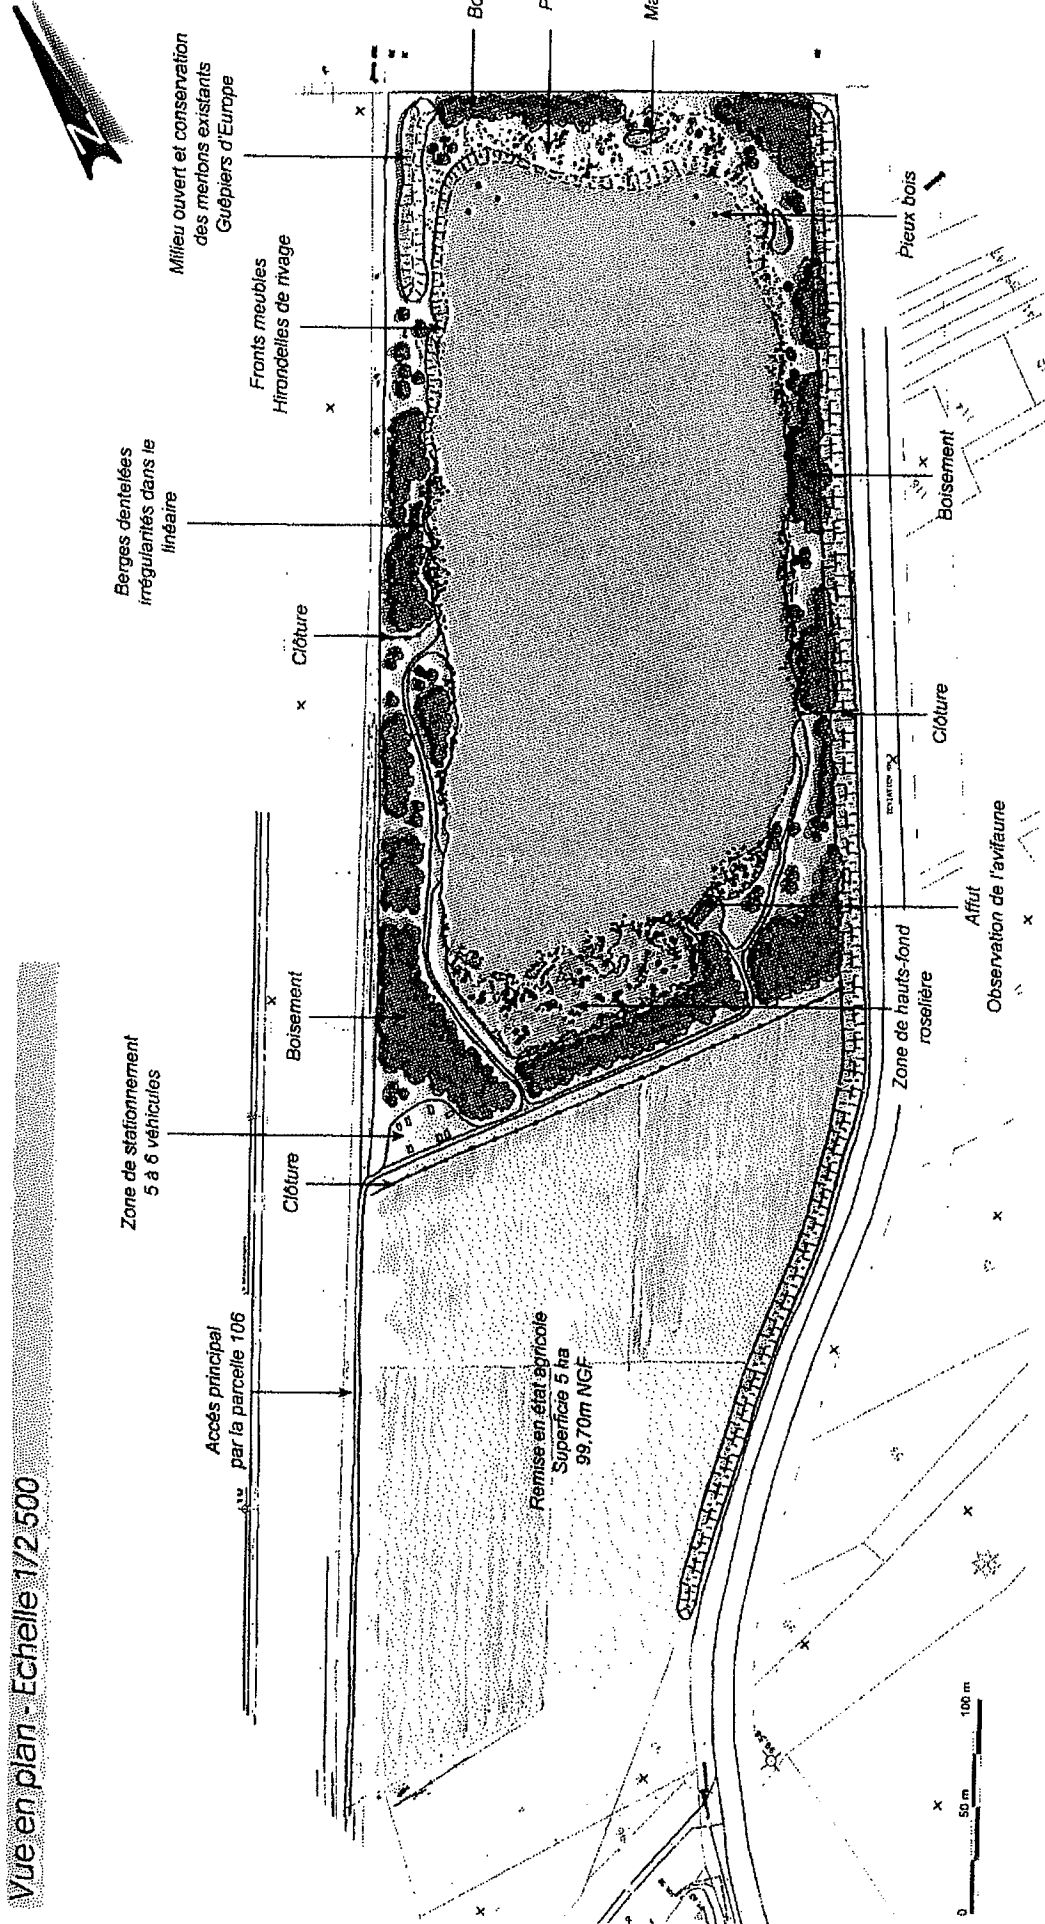 Vue en plan - Echelle 1/2 500
Accès principal
par la parcelle 106
Zone de stationnement
5 à 6 véhicules
Clôture
Boisement
Clôture
Berges dentelées
irrégularités dans le
linéaire
Fronts meubles
Hirondelles de rivage
Milieu ouvert et conservation
des merlons existants
Guêpiers d'Europe
N
Remise en état agricole
Superficie 5 ha
99,70m NGF
Zone de hauts-fond
roselière
Affut
Observation de l'avifaune
Clôture
Boisement
Pieux bois
Bo
P
Ma
0
50 m
100 m